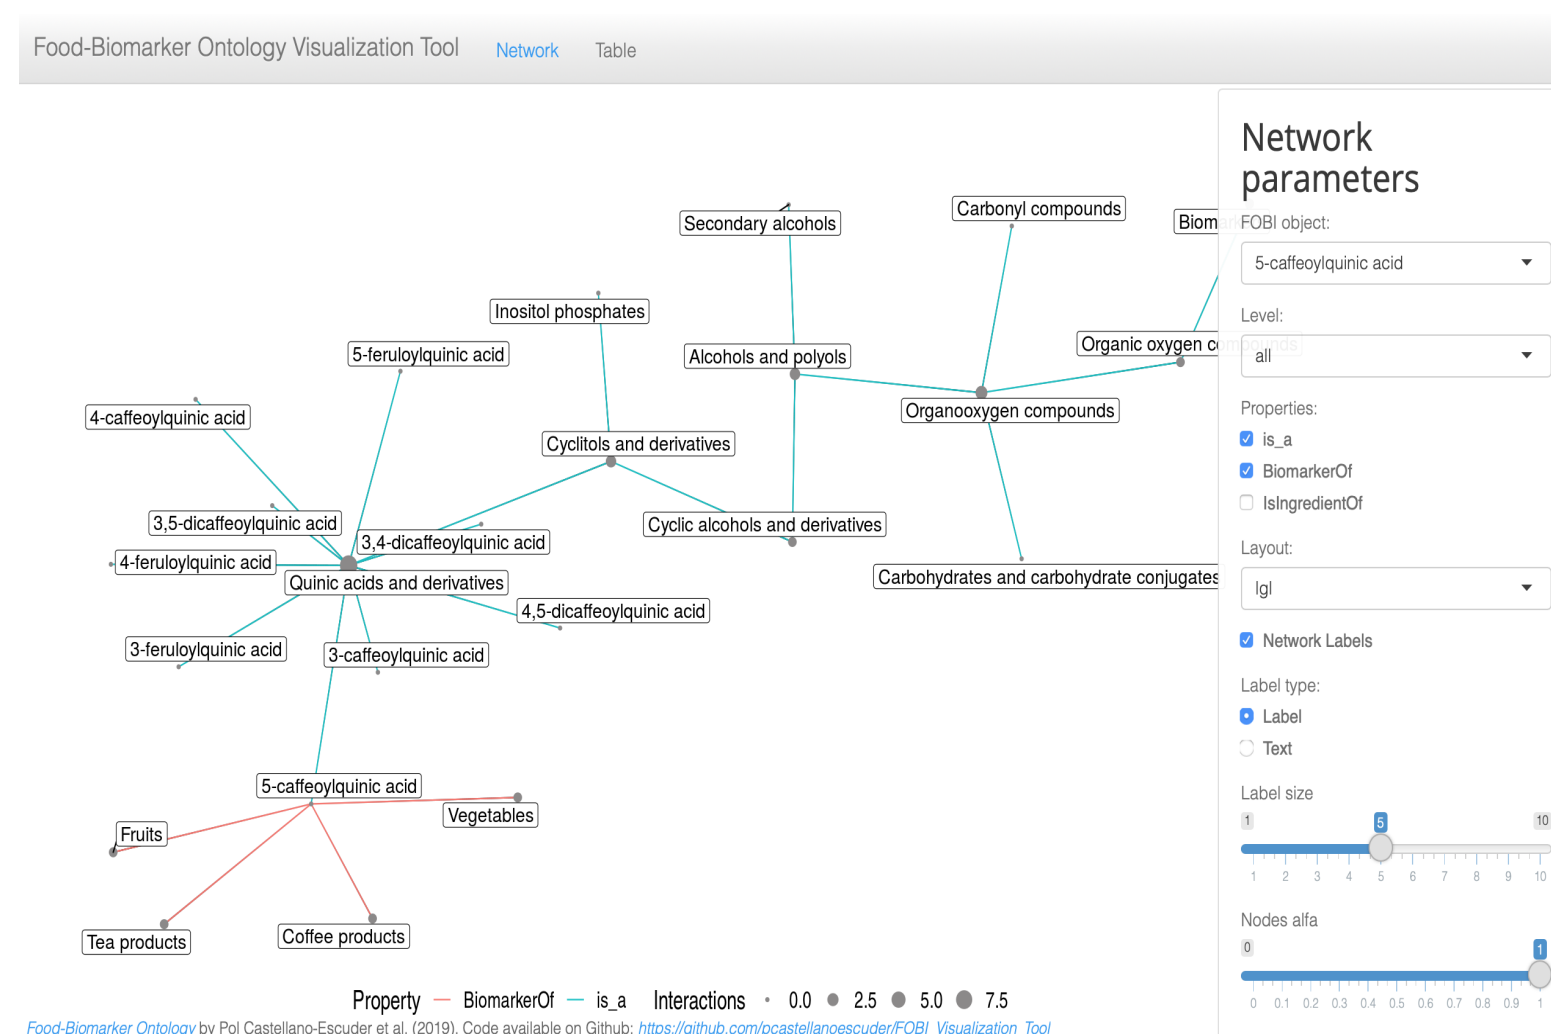 Food-Biomarker Ontology Visualization Tool Network Table
Network
parameters
FOBI object:
5-caffeoylquinic acid
Level:
all
Properties:
is_a
BiomarkerOf
IsIngredientOf
Layout:
lgl
Network Labels
Label type:
Label
Text
Label size
1 5 10
1 2 3 4 5 6 7 8 9 10
Nodes alfa
0 1
0 0.1 0.2 0.3 0.4 0.5 0.6 0.7 0.8 0.9 1
Secondary alcohols
Carbonyl compounds
Inositol phosphates
5-feruloylquinic acid
Alcohols and polyols
Organic oxygen compounds
4-caffeoylquinic acid
Organooxygen compounds
Cyclitols and derivatives
3,5-dicaffeoylquinic acid
Cyclic alcohols and derivatives
3,4-dicaffeoylquinic acid
4-feruloylquinic acid
Quinic acids and derivatives
Carbohydrates and carbohydrate conjugates
4,5-dicaffeoylquinic acid
3-feruloylquinic acid
3-caffeoylquinic acid
5-caffeoylquinic acid
Vegetables
Fruits
Tea products
Coffee products
Property BiomarkerOf is_a Interactions 0.0 2.5 5.0 7.5
Food-Biomarker Ontology by Pol Castellano-Escuder et al. (2019). Code available on Github: https://github.com/pcastellanoescuder/FOBI_Visualization_Tool